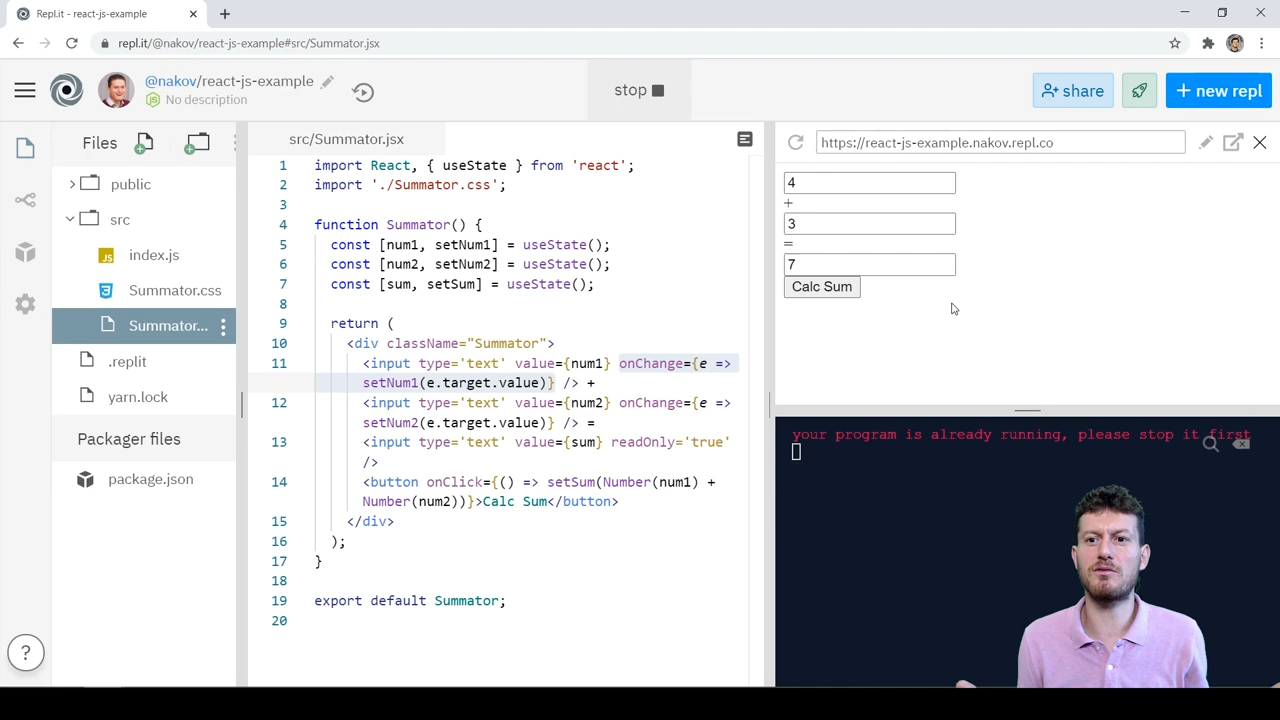 Repl.it - react-js-example
repl.it/@nakov/react-js-example#src/Summator.jsx
@nakov/react-js-example
No description
stop
share
+ new repl
Files
public
src
index.js
Summator.css
Summator...
.replit
yarn.lock
Packager files
package.json
?
src/Summator.jsx
1 import React, { useState } from 'react';
2 import './Summator.css';
3
4 function Summator() {
5 const [num1, setNum1] = useState();
6 const [num2, setNum2] = useState();
7 const [sum, setSum] = useState();
8
9 return (
10 <div className="Summator">
11 <input type='text' value={num1} onChange={e =>
setNum1(e.target.value)} /> +
12 <input type='text' value={num2} onChange={e =>
setNum2(e.target.value)} /> =
13 <input type='text' value={sum} readOnly='true'
/>
14 <button onClick={() => setSum(Number(num1) +
Number(num2))}>Calc Sum</button>
15 </div>
16 );
17 }
18
19 export default Summator;
20
https://react-js-example.nakov.repl.co
4
+
3
=
7
Calc Sum
your program is already running, please stop it first